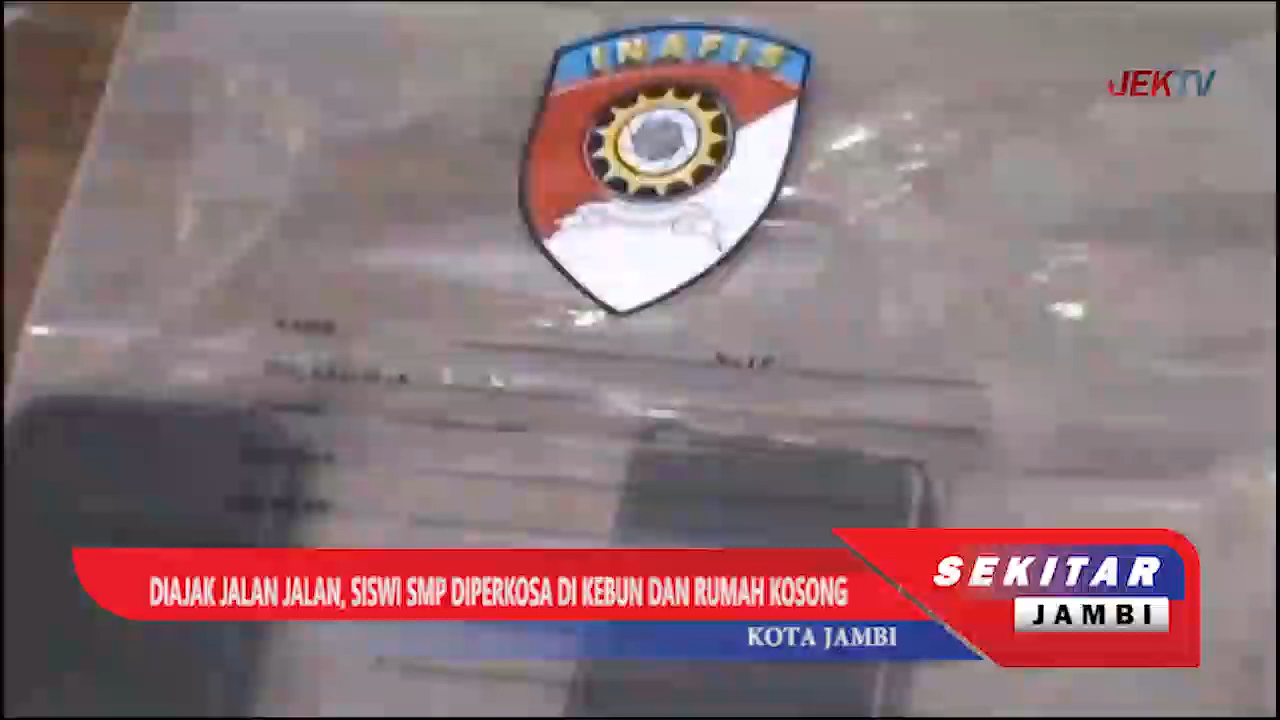 INAFIS
JEKTV
DIAJAK JALAN JALAN, SISWI SMP DIPERKOSA DI KEBUN DAN RUMAH KOSONG
SEKITAR
JAMBI
KOTA JAMBI